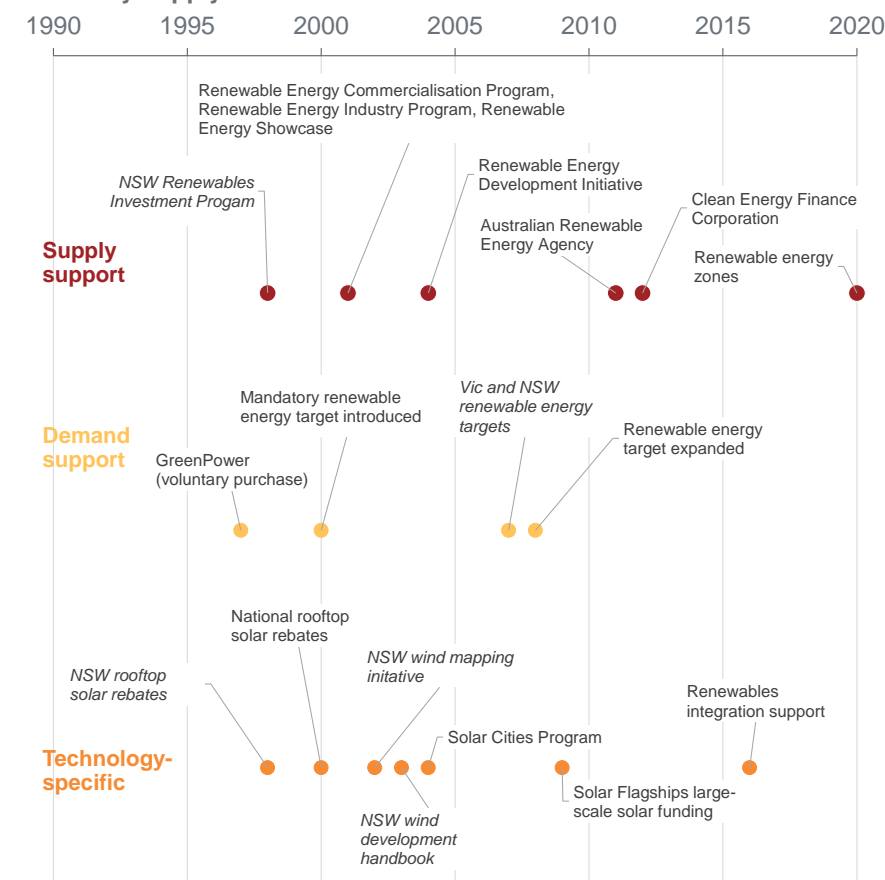 1990 1995 2000 2005 2010 2015 2020
Renewable Energy Commercialisation Program,
Renewable Energy Industry Program, Renewable
Energy Showcase
NSW Renewables
Investment Progam
Renewable Energy
Development Initiative
Australian Renewable
Energy Agency
Clean Energy Finance
Corporation
Renewable energy
zones
Supply
support
Mandatory renewable
energy target introduced
Vic and NSW
renewable energy
targets
Renewable energy
target expanded
Demand
support
GreenPower
(voluntary purchase)
National rooftop
solar rebates
NSW rooftop
solar rebates
NSW wind mapping
initative
Renewables
integration support
Solar Cities Program
Technology-
specific
Solar Flagships large-
scale solar funding
NSW wind
development
handbook